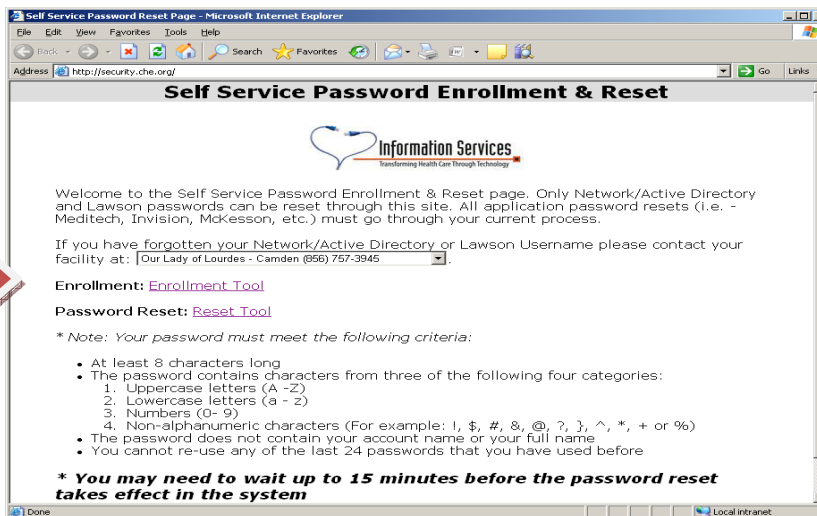 Self Service Password Reset Page - Microsoft Internet Explorer
File Edit View Favorites Tools Help
Back Search Favorites
Address http://security.che.org/ Go Links
Self Service Password Enrollment & Reset
Information Services
Transforming Health Care Through Technology
Welcome to the Self Service Password Enrollment & Reset page. Only Network/Active Directory
and Lawson passwords can be reset through this site. All application password resets (i.e. -
Meditech, Invision, McKesson, etc.) must go through your current process.
If you have forgotten your Network/Active Directory or Lawson Username please contact your
facility at: Our Lady of Lourdes - Camden (856) 757-3945 .
Enrollment: Enrollment Tool
Password Reset: Reset Tool
* Note: Your password must meet the following criteria:
• At least 8 characters long
• The password contains characters from three of the following four categories:
1. Uppercase letters (A -Z)
2. Lowercase letters (a - z)
3. Numbers (0- 9)
4. Non-alphanumeric characters (For example: !, $, #, &, @, ?, }, ^, *, + or %)
• The password does not contain your account name or your full name
• You cannot re-use any of the last 24 passwords that you have used before
* You may need to wait up to 15 minutes before the password reset
takes effect in the system
Done Local intranet